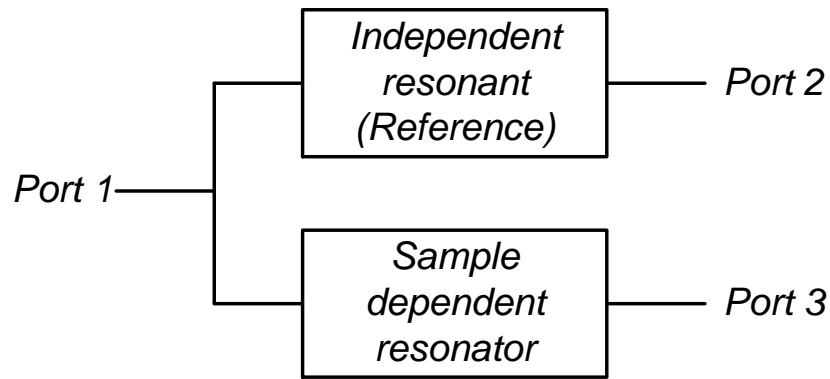 Independent
resonant
(Reference)
Port 2
Port 1
Sample
dependent
resonator
Port 3